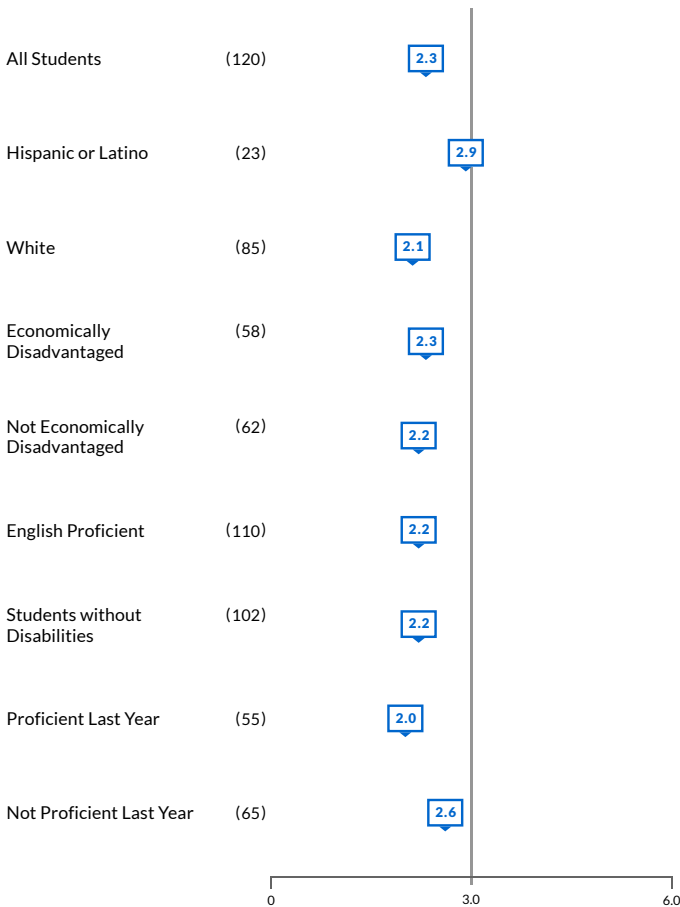 All Students (120) 2.3
Hispanic or Latino (23) 2.9
White (85) 2.1
Economically (58)
Disadvantaged 2.3
Not Economically (62)
Disadvantaged 2.2
English Proficient (110) 2.2
Students without (102)
Disabilities 2.2
Proficient Last Year (55) 2.0
Not Proficient Last Year (65) 2.6
0 3.0 6.0